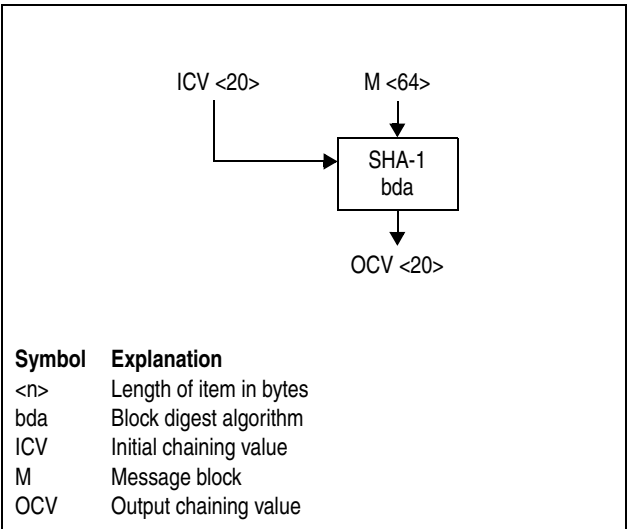 ICV <20> M <64>
SHA-1
bda
OCV <20>
Symbol Explanation
<n> Length of item in bytes
bda Block digest algorithm
ICV Initial chaining value
M Message block
OCV Output chaining value